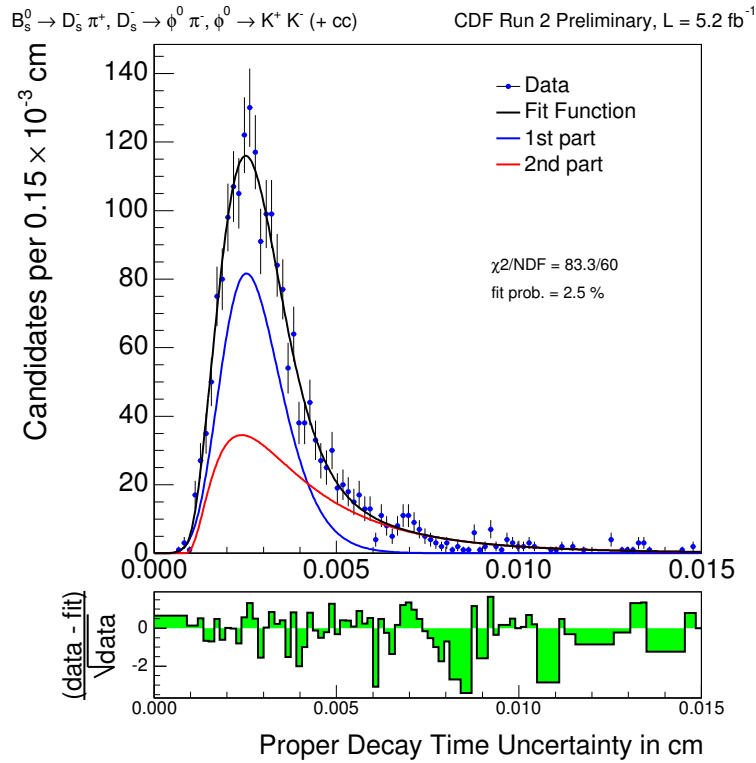 B⁰ₛ → D⁻ₛ π⁺, D⁻ₛ → ϕ⁰ π⁻, ϕ⁰ → K⁺ K⁻ (+ cc) CDF Run 2 Preliminary, L = 5.2 fb⁻¹
Candidates per 0.15 × 10⁻³ cm
140
120
100
80
60
40
20
0
Data
Fit Function
1st part
2nd part
χ2/NDF = 83.3/60
fit prob. = 2.5 %
0.000 0.005 0.010 0.015
(data - fit)
√data
0
-2
0.000 0.005 0.010 0.015
Proper Decay Time Uncertainty in cm